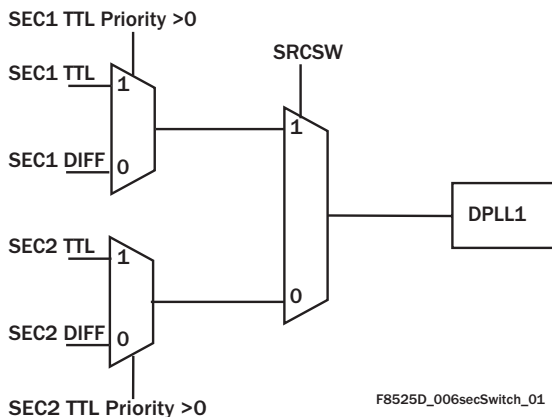 SEC1 TTL Priority >0
SRCSW
SEC1 TTL
1
1
SEC1 DIFF
0
DPLL1
SEC2 TTL
1
0
SEC2 DIFF
0
SEC2 TTL Priority >0
F8525D_006secSwitch_01